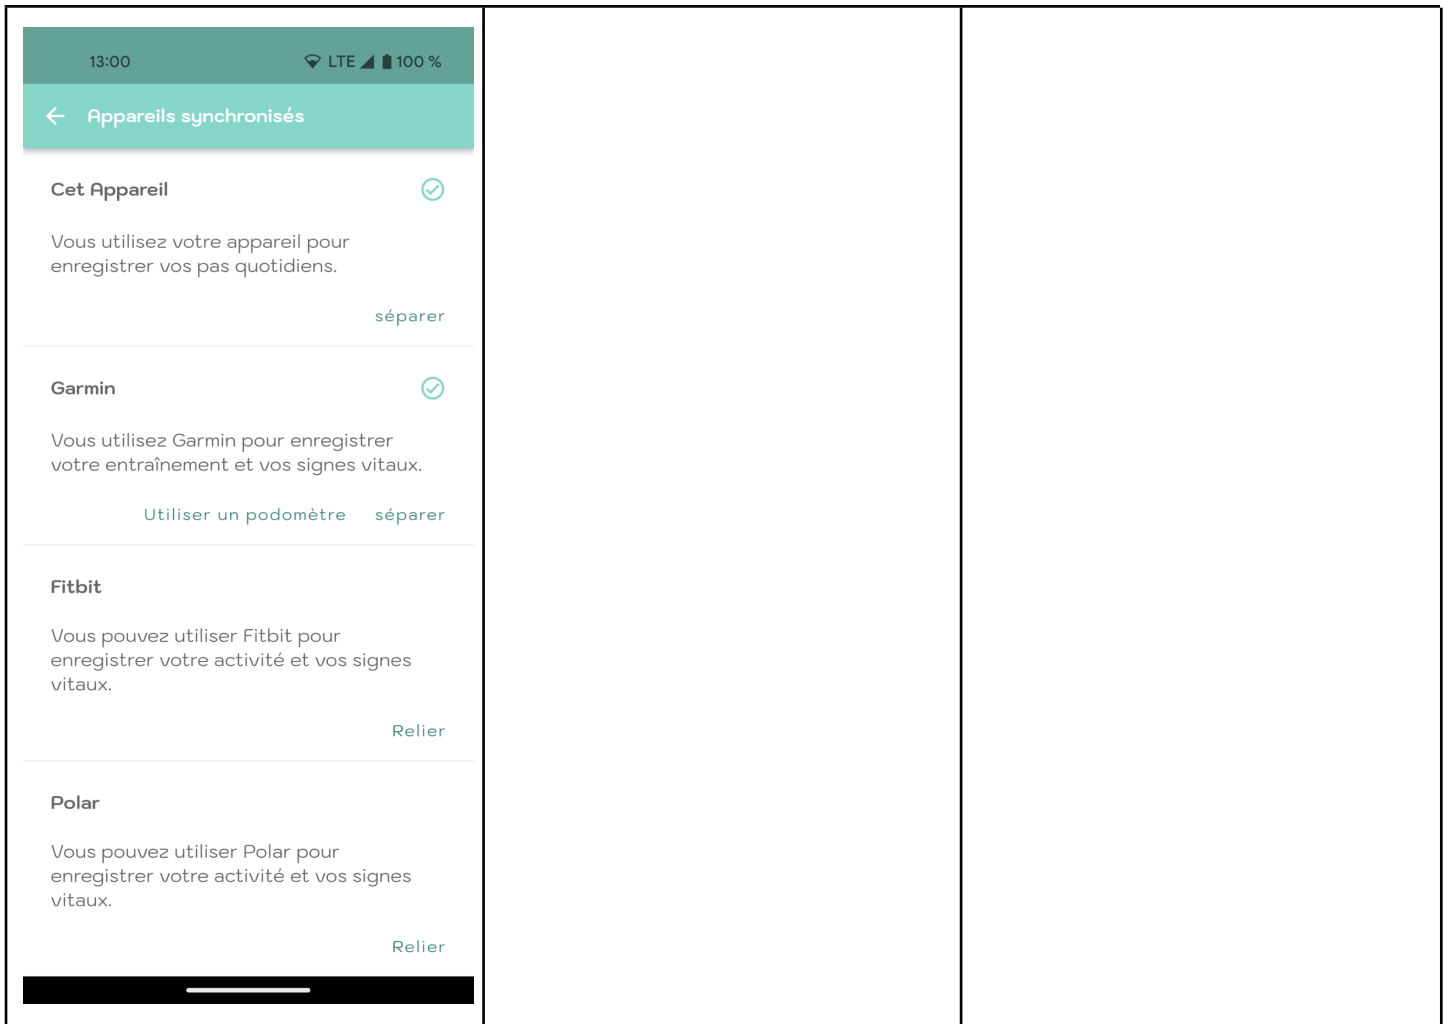 13:00 LTE 100 %
Appareils synchronisés
Cet Appareil
Vous utilisez votre appareil pour
enregistrer vos pas quotidiens.
séparer
Garmin
Vous utilisez Garmin pour enregistrer
votre entraînement et vos signes vitaux.
Utiliser un podomètre séparer
Fitbit
Vous pouvez utiliser Fitbit pour
enregistrer votre activité et vos signes
vitaux.
Relier
Polar
Vous pouvez utiliser Polar pour
enregistrer votre activité et vos signes
vitaux.
Relier